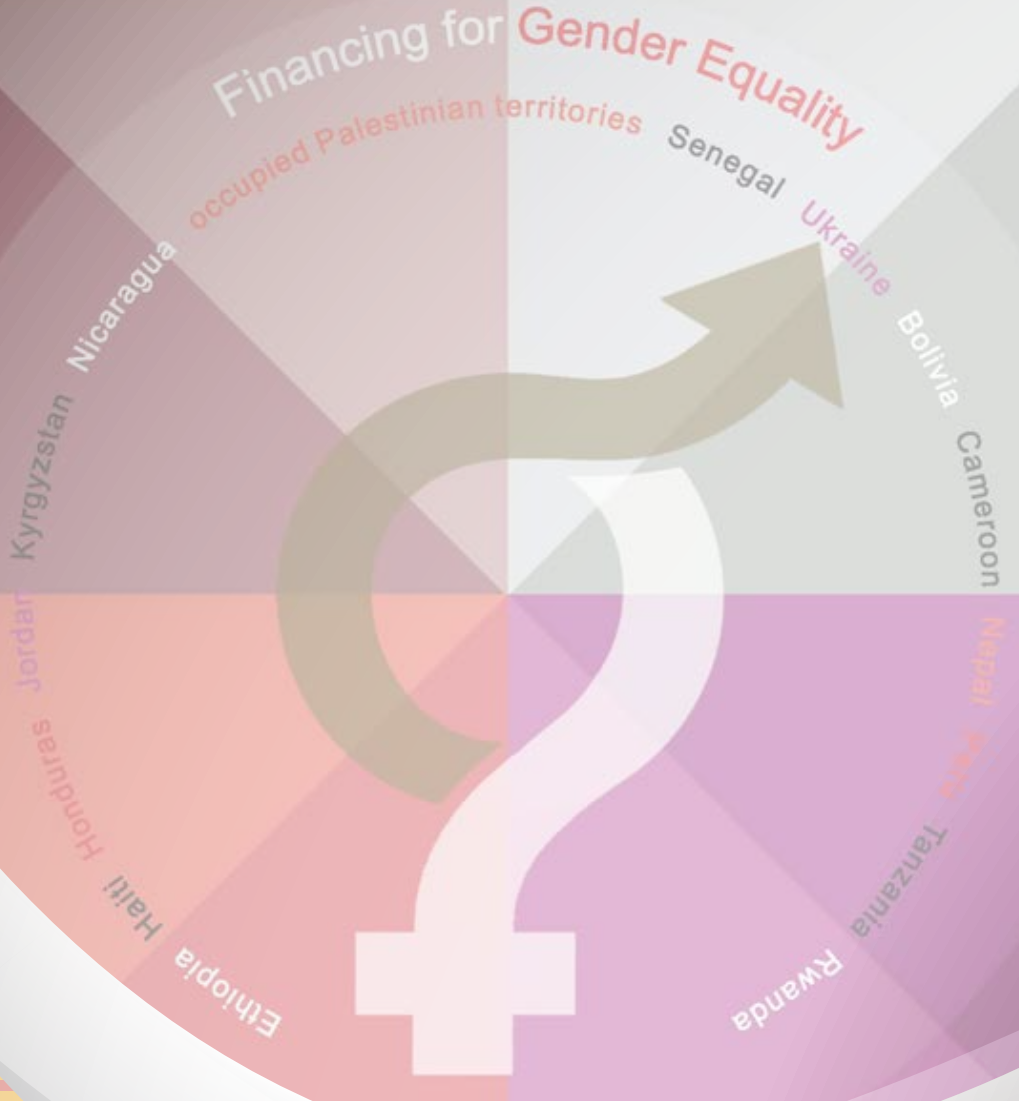 Financing for Gender Equality
occupied Palestinian territories Senegal Ukraine Bolivia Cameroon Nepal Peru Tanzania Rwanda Ethiopia Haiti Honduras Jordan Kyrgyzstan Nicaragua